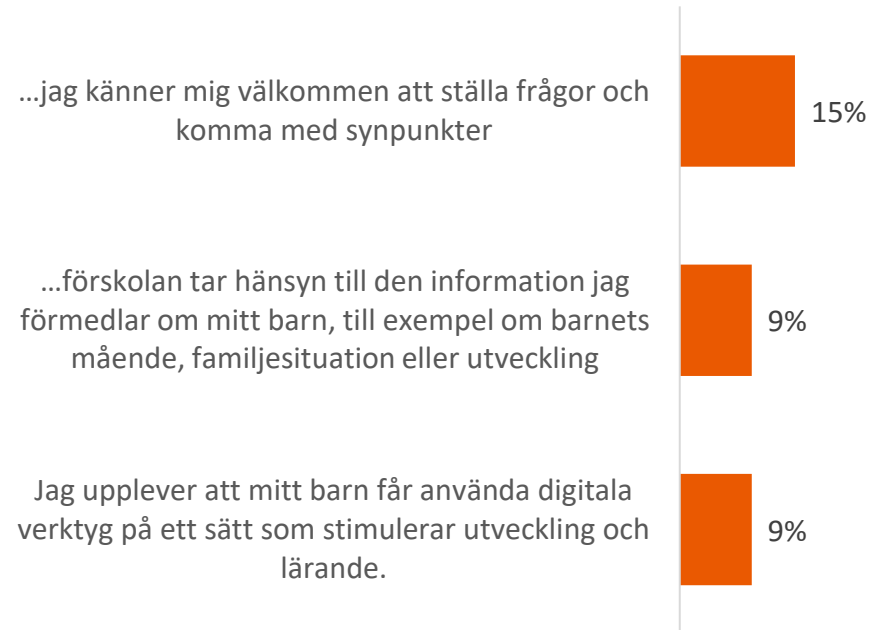 ...jag känner mig välkommen att ställa frågor och
komma med synpunkter
15%
...förskolan tar hänsyn till den information jag
förmedlar om mitt barn, till exempel om barnets
mående, familjesituation eller utveckling
9%
Jag upplever att mitt barn får använda digitala
verktyg på ett sätt som stimulerar utveckling och
lärande.
9%